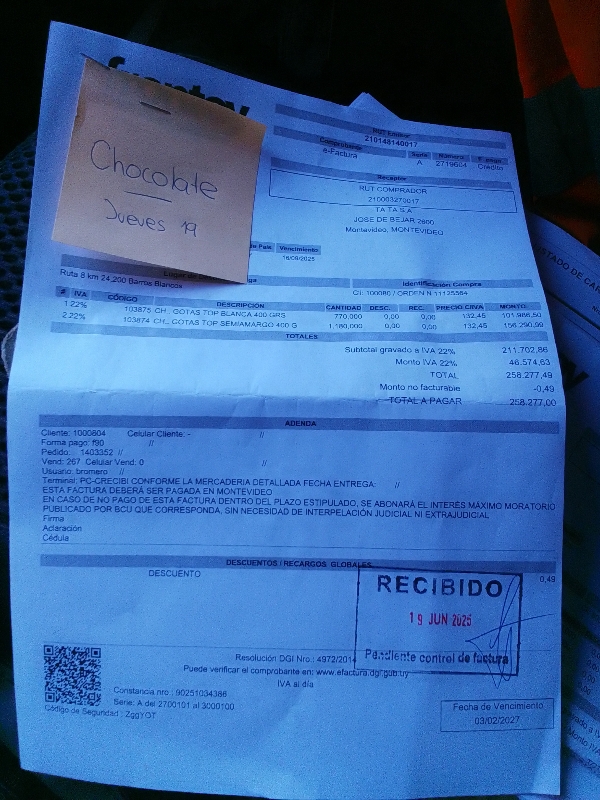 Chocolate
Jueves 19
RUT Emisor
210148140017
Comprobante Serie Número F. pago
e-Factura A 2719604 Crédito
Receptor
RUT COMPRADOR
210003270017
TA TA S A
JOSE DE BEJAR 2600
Montevideo, MONTEVIDEO
País Vencimiento
16/09/2025
Lugar de
Identificación Compra
Ruta 8 km 24,200 Barros Blancos
CI: 100080 / ORDEN N 11125364
# IVA CÓDIGO DESCRIPCIÓN CANTIDAD DESC. REC. PRECIO C/IVA MONTO
1 22% 103875 CH_ GOTAS TOP BLANCA 400 GRS 770,000 0,00 0,00 132,45 101.986,50
2 22% 103874 CH_ GOTAS TOP SEMIAMARGO 400 G 1.180,000 0,00 0,00 132,45 156.290,99
TOTALES
Subtotal gravado a IVA 22% 211.702,86
Monto IVA 22% 46.574,63
TOTAL 258.277,49
Monto no facturable -0,49
TOTAL A PAGAR 258.277,00
ADENDA
Cliente: 1000804 Celular Cliente: - //
Forma pago: f90 //
Pedido: 1403352 //
Vend: 267 Celular Vend: 0 //
Usuario: bromero //
Terminal: PC-CRECIBI CONFORME LA MERCADERIA DETALLADA FECHA ENTREGA: //
ESTA FACTURA DEBERÁ SER PAGADA EN MONTEVIDEO
EN CASO DE NO PAGO DE ESTA FACTURA DENTRO DEL PLAZO ESTIPULADO, SE ABONARÁ EL INTERÉS MÁXIMO MORATORIO
PUBLICADO POR BCU QUE CORRESPONDA, SIN NECESIDAD DE INTERPELACIÓN JUDICIAL NI EXTRAJUDICIAL
Firma
Aclaración
Cédula
DESCUENTOS / RECARGOS GLOBALES
DESCUENTO 0,49
RECIBIDO
19 JUN 2025
Pendiente control de factura
Resolución DGI Nro.: 4972/2014
Puede verificar el comprobante en: www.efactura.dgi.gub.uy
IVA al día
Constancia nro : 90251034366
Serie: A del 2700101 al 3000100
Código de Seguridad : ZggYOT
Fecha de Vencimiento
03/02/2027